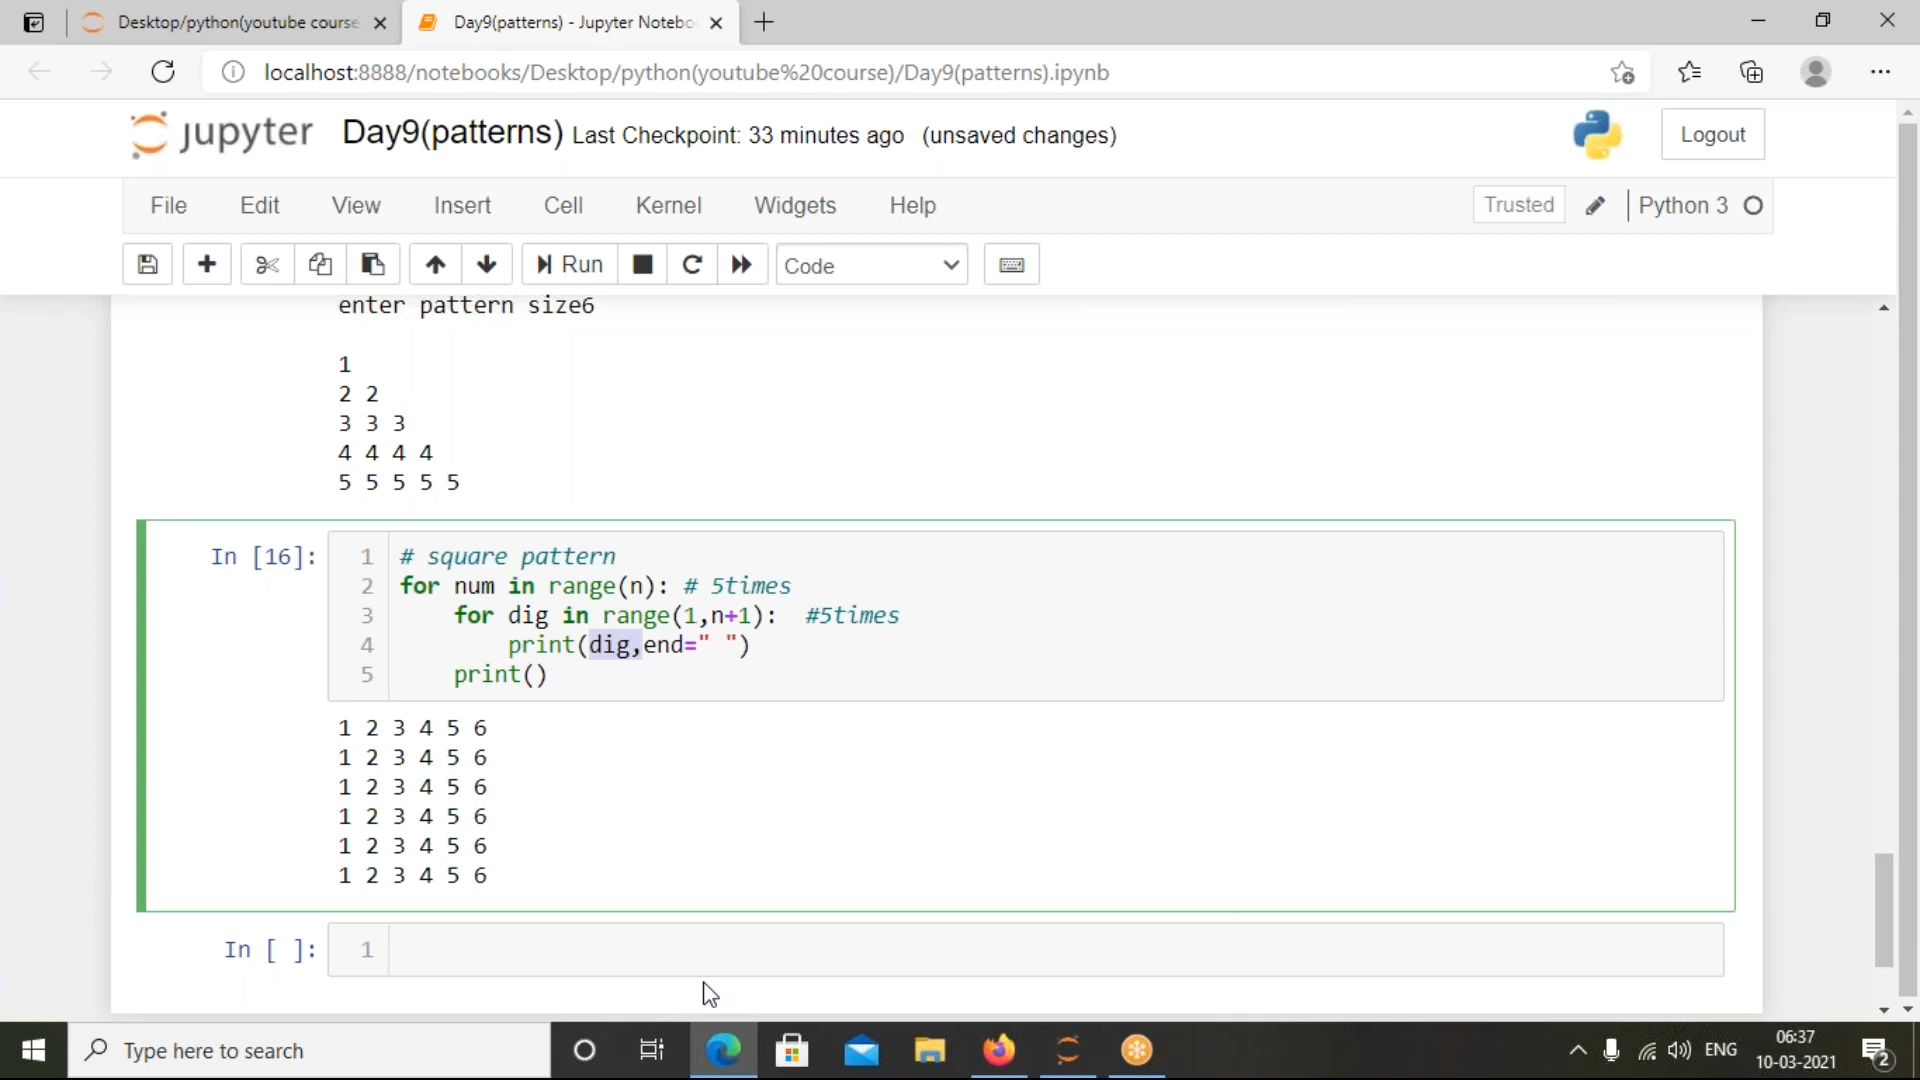 Desktop/python(youtube course
Day9(patterns) - Jupyter Notebo
localhost:8888/notebooks/Desktop/python(youtube%20course)/Day9(patterns).ipynb
jupyter Day9(patterns) Last Checkpoint: 33 minutes ago (unsaved changes)
Logout
File Edit View Insert Cell Kernel Widgets Help
Trusted Python 3
Run Code
enter pattern size6
1
2 2
3 3 3
4 4 4 4
5 5 5 5 5
In [16]:
1 # square pattern
2 for num in range(n): # 5times
3 for dig in range(1,n+1): #5times
4 print(dig,end=" ")
5 print()
1 2 3 4 5 6
1 2 3 4 5 6
1 2 3 4 5 6
1 2 3 4 5 6
1 2 3 4 5 6
1 2 3 4 5 6
In [ ]: 1
Type here to search
ENG
06:37
10-03-2021
2